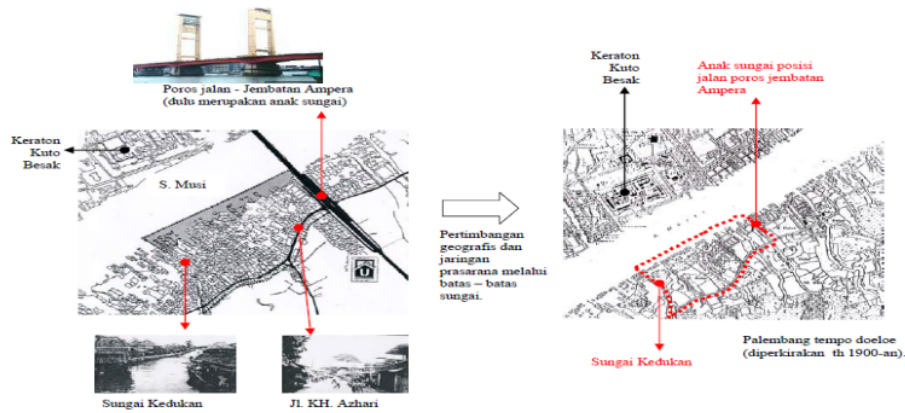 Poros jalan - Jembatan Ampera
(dulu merupakan anak sungai)
Keraton
Kuto
Besak
S. Musi
Sungai Kedukan
Jl. KH. Azhari
Pertimbangan
geografis dan
jaringan
prasarana melalui
batas – batas
sungai.
Keraton
Kuto
Besak
Anak sungai posisi
jalan poros jembatan
Ampera
Sungai Kedukan
Palembang tempo doeloe
(diperkirakan th 1900-an).